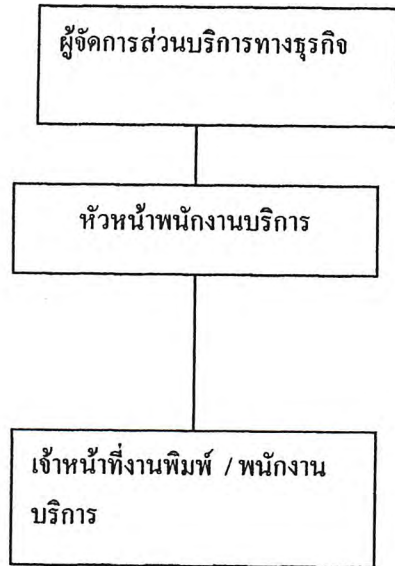 ผู้จัดการส่วนบริการทางธุรกิจ
หัวหน้าพนักงานบริการ
เจ้าหน้าที่งานพิมพ์ / พนักงาน
บริการ